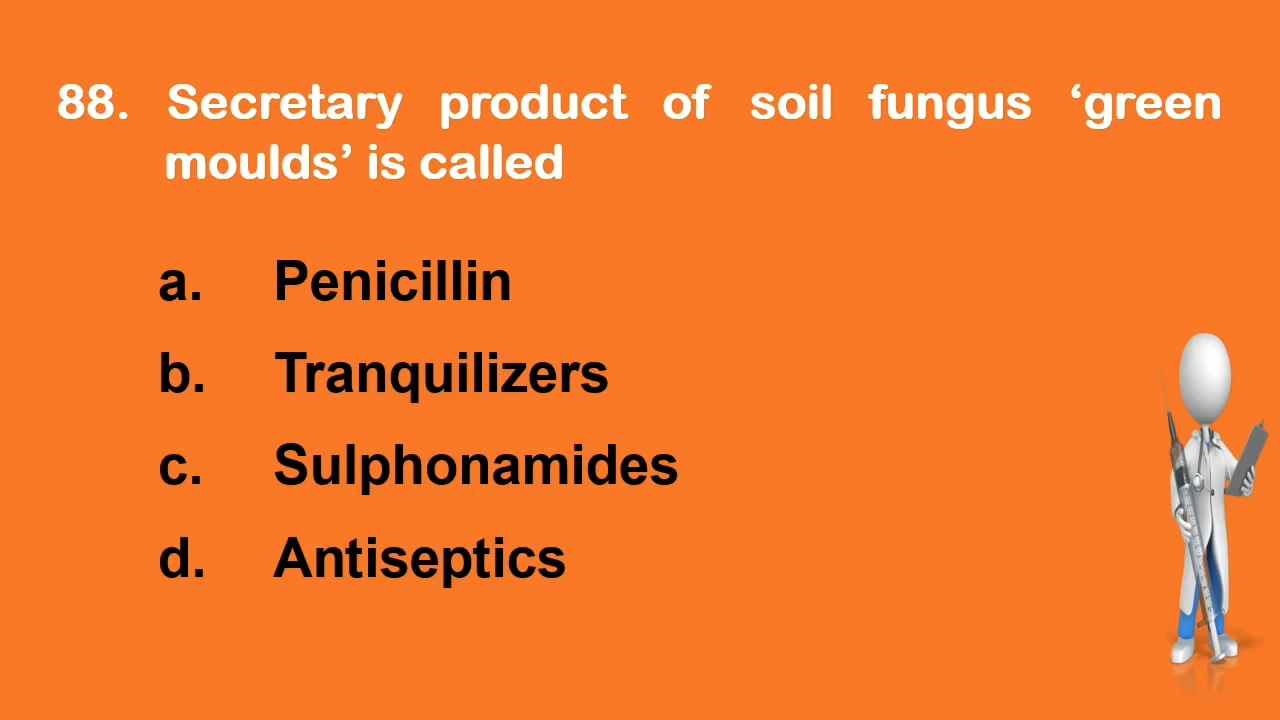 88. Secretary product of soil fungus ‘green
moulds’ is called
a. Penicillin
b. Tranquilizers
c. Sulphonamides
d. Antiseptics